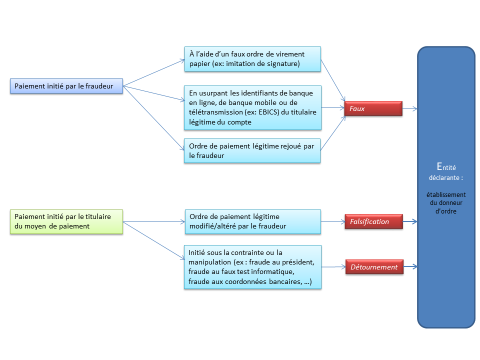 À l'aide d'un faux ordre de virement
papier (ex: imitation de signature)
Paiement initié par le fraudeur
En usurpant les identifiants de banque
en ligne, de banque mobile ou de
télétransmission (ex: EBICS) du titulaire
légitime du compte
Faux
Ordre de paiement légitime rejoué par
le fraudeur
Entité
déclarante :
établissement
du donneur
d'ordre
Paiement initié par le titulaire
du moyen de paiement
Ordre de paiement légitime
modifié/altéré par le fraudeur
Falsification
Initié sous la contrainte ou la
manipulation (ex : fraude au président,
fraude au faux test informatique,
fraude aux coordonnées bancaires, ...)
Détournement